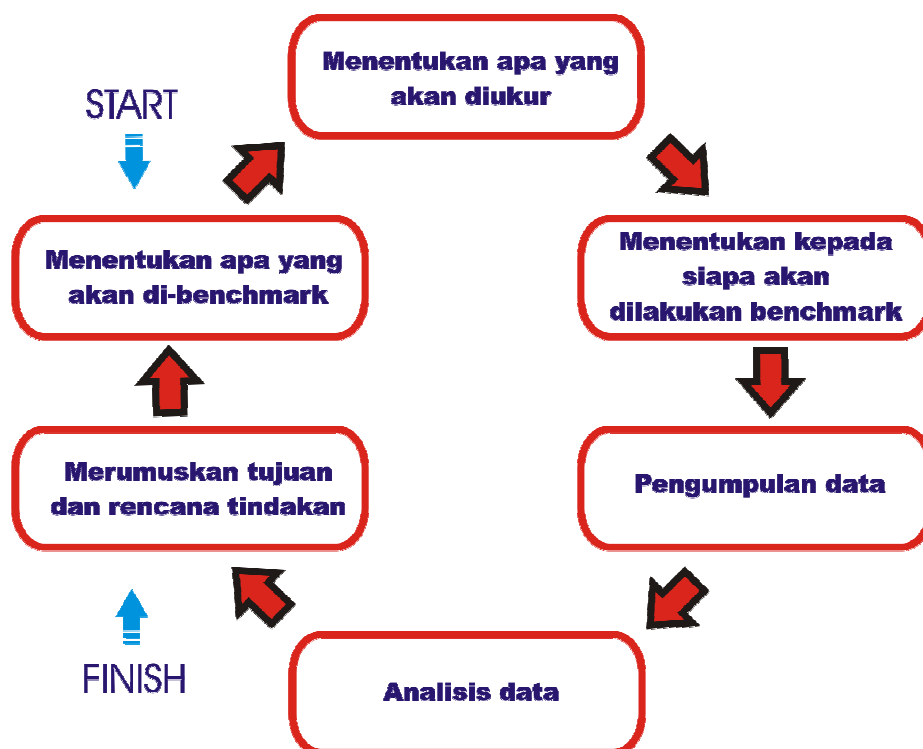 START
Menentukan apa yang
akan di-benchmark
Menentukan apa yang
akan diukur
Menentukan kepada
siapa akan
dilakukan benchmark
Pengumpulan data
Analisis data
Merumuskan tujuan
dan rencana tindakan
FINISH